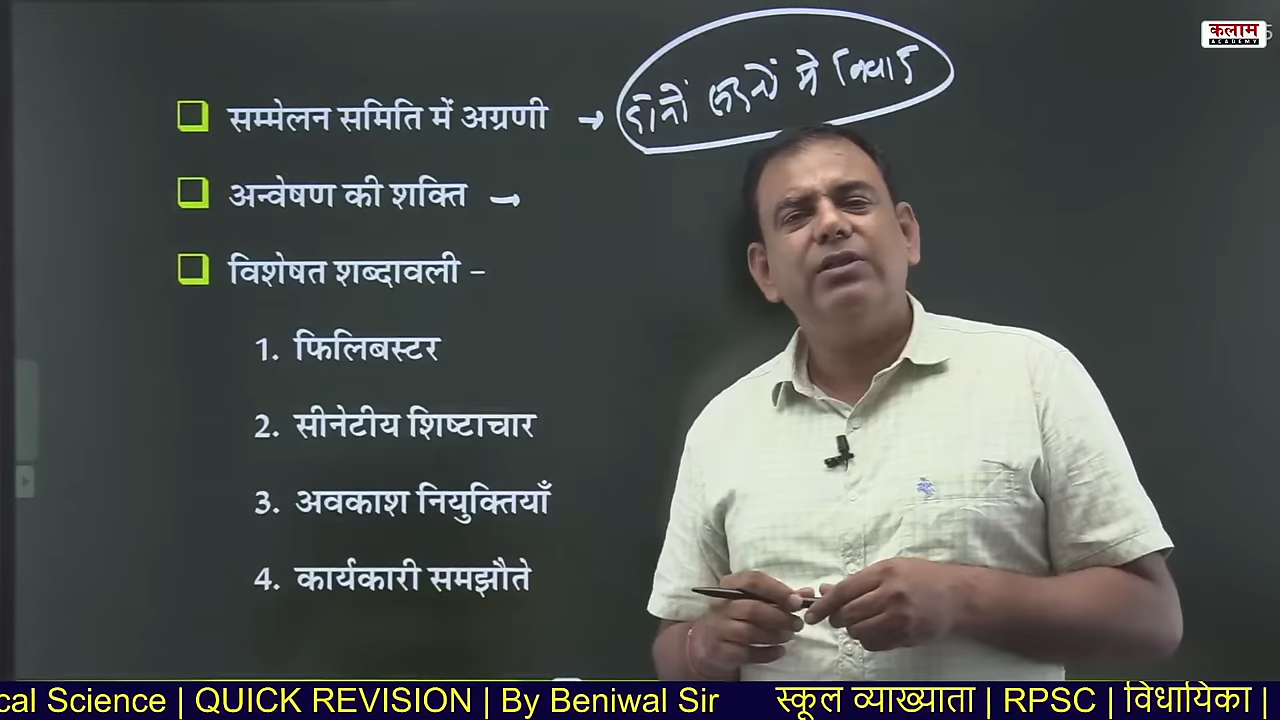 कलाम
ACADEMY
सम्मेलन समिति में अग्रणी → दोनों सदनों में विवाद
अन्वेषण की शक्ति →
विशेषत शब्दावली -
1. फिलिबस्टर
2. सीनेटीय शिष्टाचार
3. अवकाश नियुक्तियाँ
4. कार्यकारी समझौते
cal Science | QUICK REVISION | By Beniwal Sir स्कूल व्याख्याता | RPSC | विधायिका |